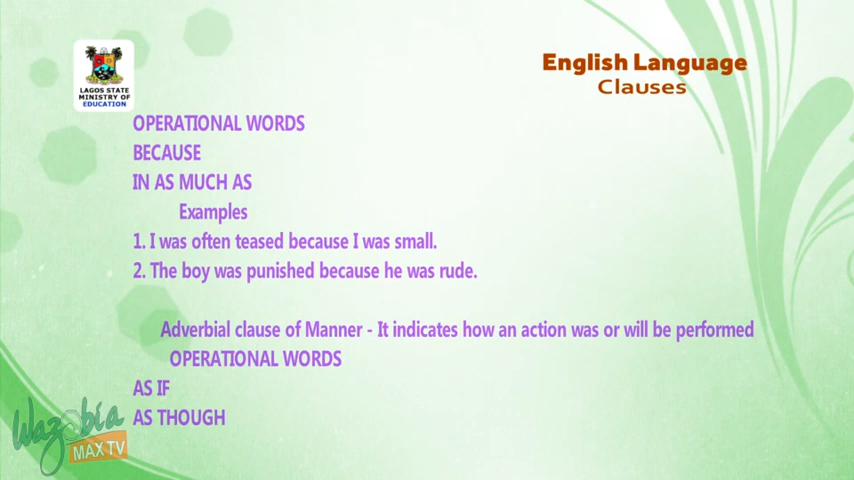 English Language
Clauses
LAGOS STATE
MINISTRY OF
EDUCATION
OPERATIONAL WORDS
BECAUSE
IN AS MUCH AS
Examples
1. I was often teased because I was small.
2. The boy was punished because he was rude.
Adverbial clause of Manner - It indicates how an action was or will be performed
OPERATIONAL WORDS
AS IF
AS THOUGH
Wazobia
MAX TV